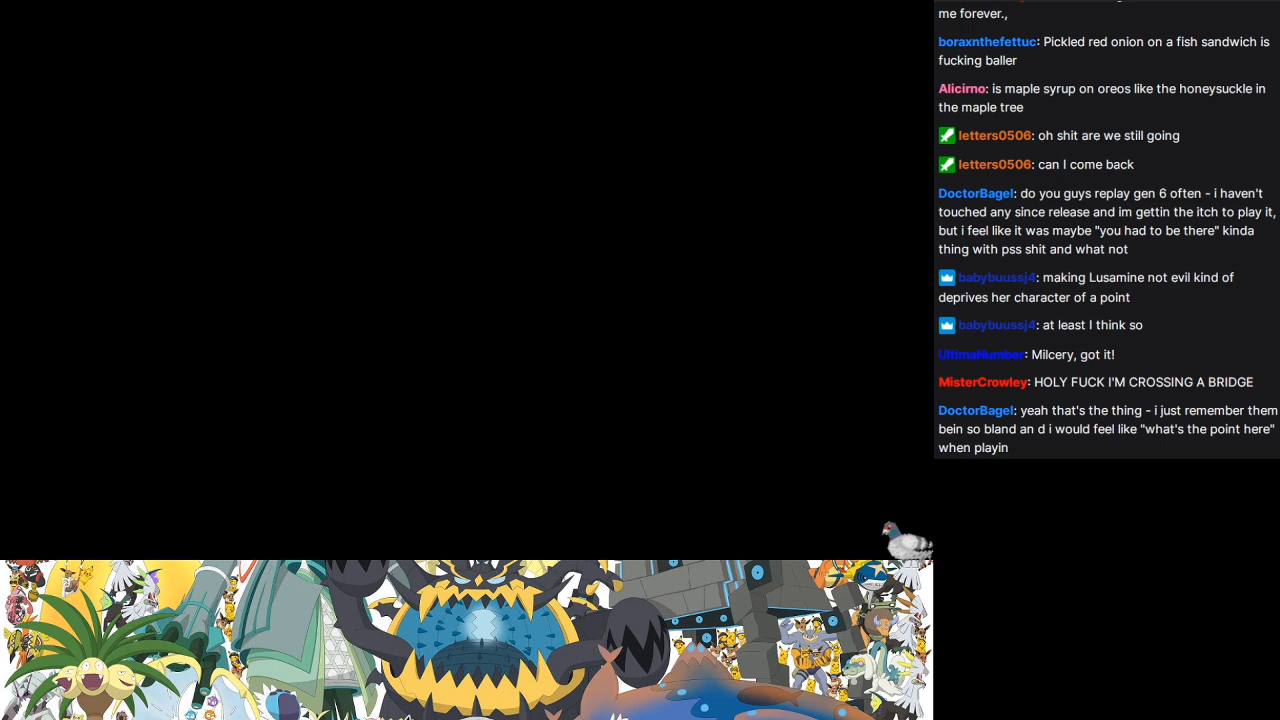 me forever.,
boraxnthefettuc: Pickled red onion on a fish sandwich is
fucking baller
Alicirno: is maple syrup on oreos like the honeysuckle in
the maple tree
letters0506: oh shit are we still going
letters0506: can I come back
DoctorBagel: do you guys replay gen 6 often - i haven't
touched any since release and im gettin the itch to play it,
but i feel like it was maybe "you had to be there" kinda
thing with pss shit and what not
babybuussj4: making Lusamine not evil kind of
deprives her character of a point
babybuussj4: at least I think so
UltimaNumber: Milcery, got it!
MisterCrowley: HOLY FUCK I'M CROSSING A BRIDGE
DoctorBagel: yeah that's the thing - i just remember them
bein so bland an d i would feel like "what's the point here"
when playin